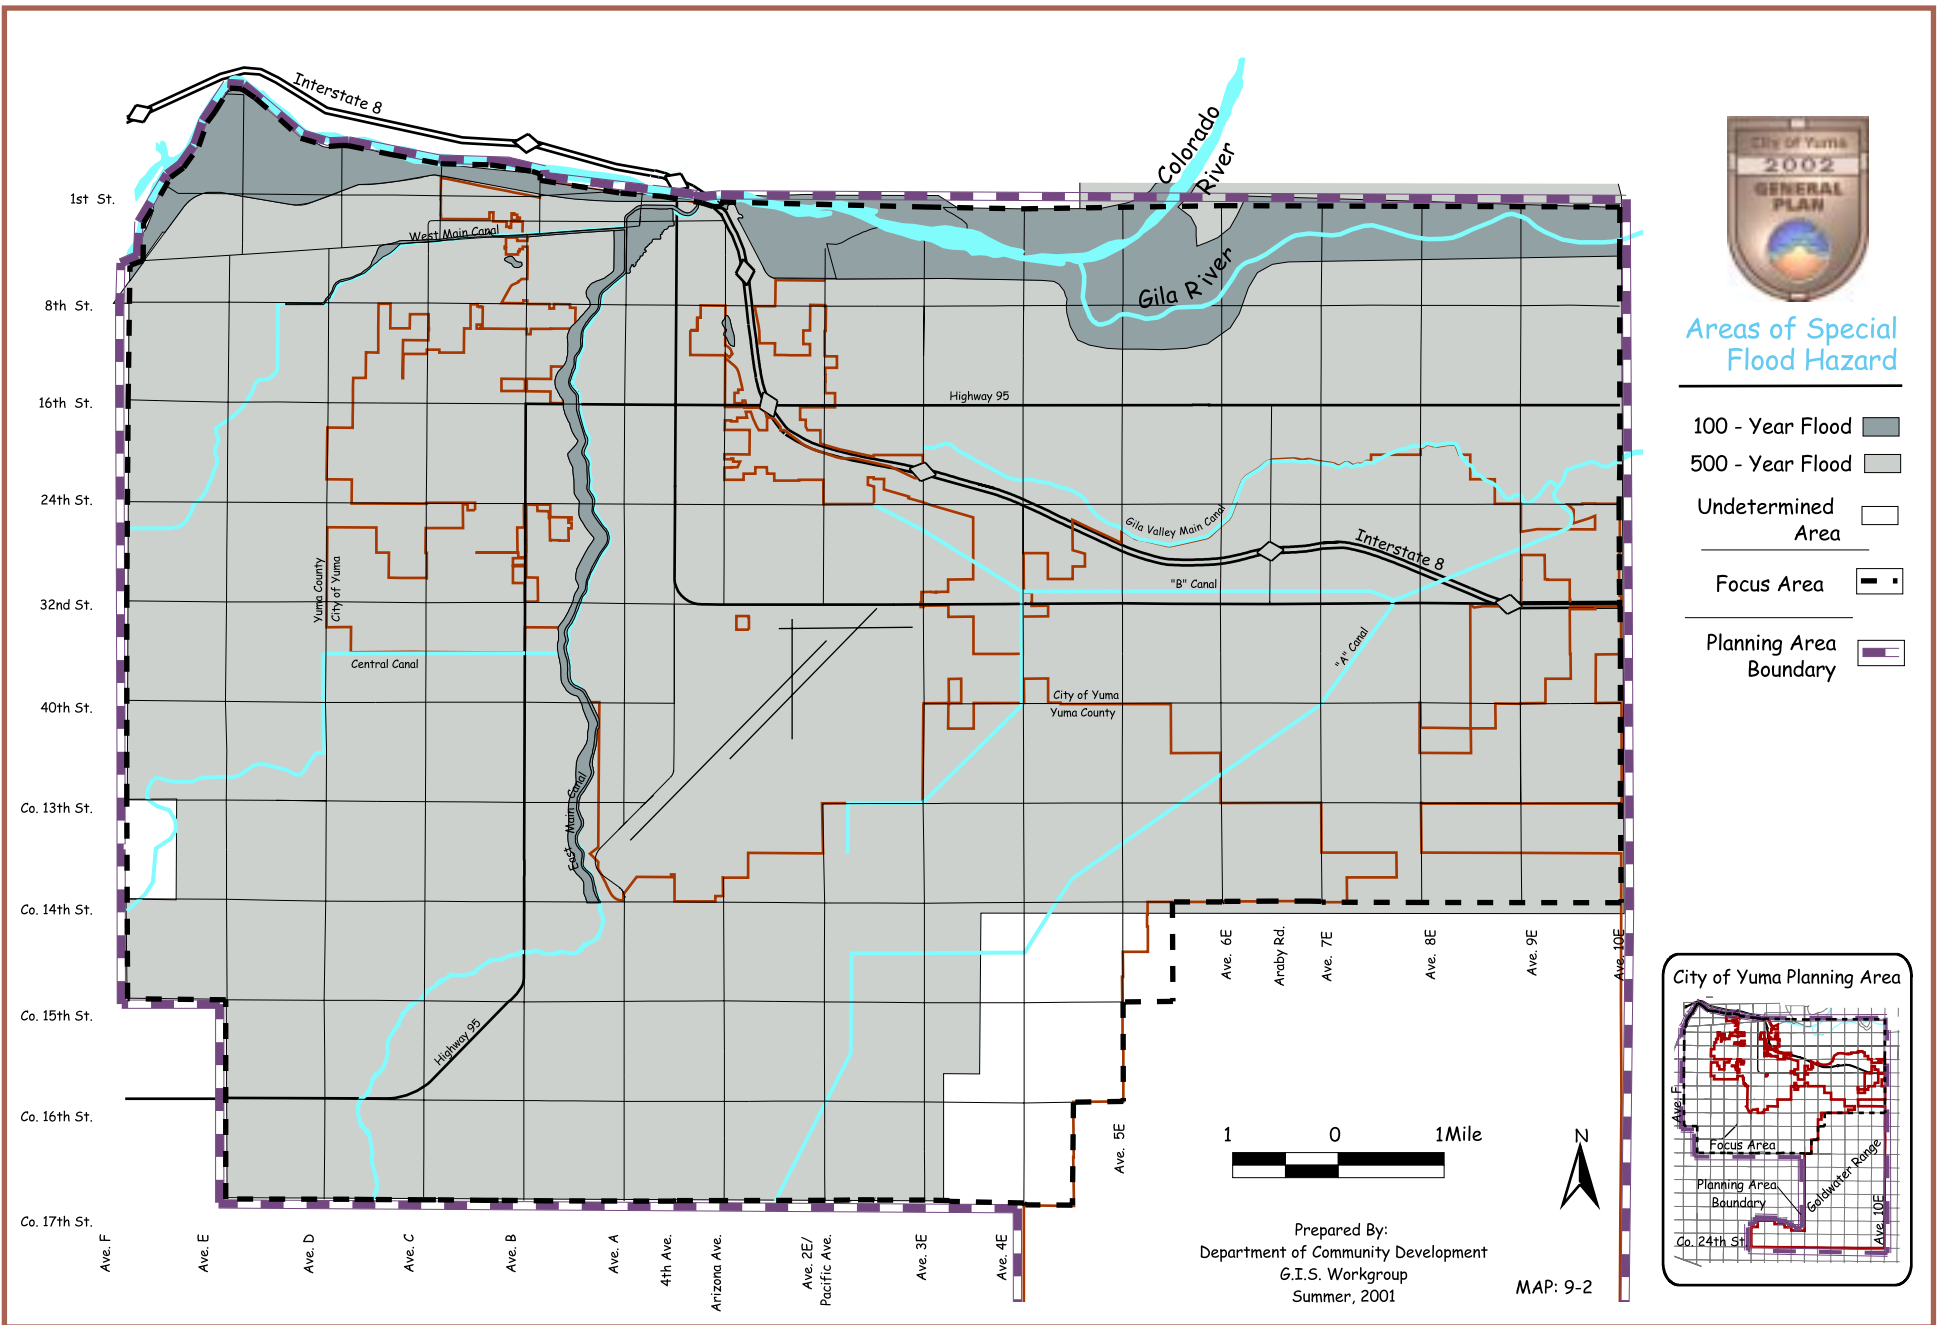 Interstate 8
Colorado
River
Gila River
1st St.
West Main Canal
8th St.
16th St.
Highway 95
24th St.
Gila Valley Main Canal
Interstate 8
"B" Canal
Yuma County
City of Yuma
32nd St.
Central Canal
"A" Canal
City of Yuma
Yuma County
40th St.
East Main Canal
Co. 13th St.
Co. 14th St.
Ave. 6E
Araby Rd.
Ave. 7E
Ave. 8E
Ave. 9E
Ave. 10E
Co. 15th St.
Highway 95
Co. 16th St.
Ave. 5E
Co. 17th St.
Ave. F
Ave. E
Ave. D
Ave. C
Ave. B
Ave. A
4th Ave.
Arizona Ave.
Ave. 2E/
Pacific Ave.
Ave. 3E
Ave. 4E
1 0 1Mile
N
Prepared By:
Department of Community Development
G.I.S. Workgroup
Summer, 2001
MAP: 9-2
City of Yuma
2002
GENERAL
PLAN
Areas of Special
Flood Hazard
100 - Year Flood
500 - Year Flood
Undetermined
Area
Focus Area
Planning Area
Boundary
City of Yuma Planning Area
Ave. F
Focus Area
Goldwater Range
Planning Area
Boundary
Ave. 10E
Co. 24th St